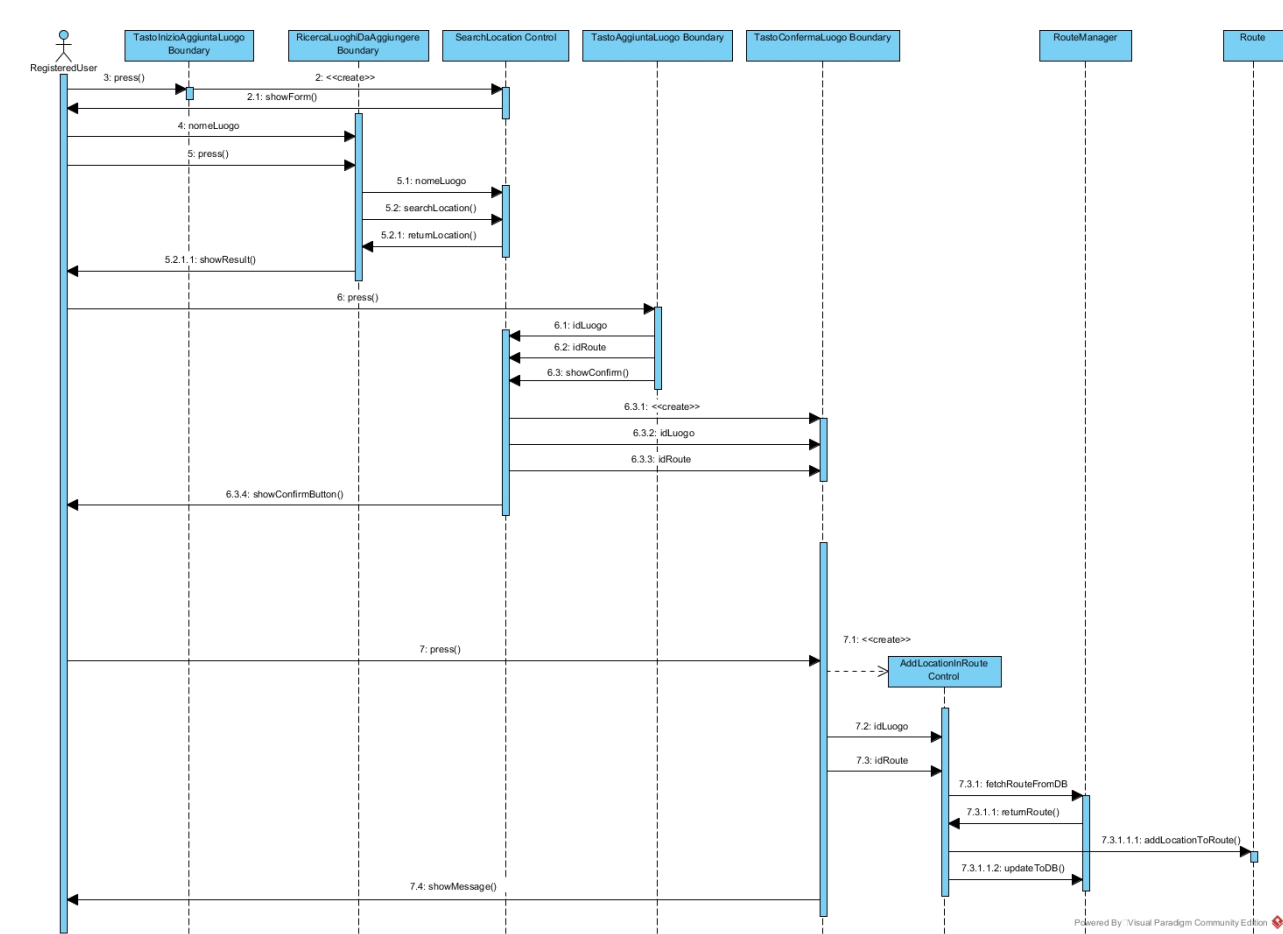 TastoInizioAggiuntaLuogo
Boundary
RicercaLuoghiDaAggiungere
Boundary
SearchLocation Control
TastoAggiuntaLuogo Boundary
TastoConfermaLuogo Boundary
RouteManager
Route
RegisteredUser
3: press()
2: <<create>>
2.1: showForm()
4: nomeLuogo
5: press()
5.1: nomeLuogo
5.2: searchLocation()
5.2.1: returnLocation()
5.2.1.1: showResult()
6: press()
6.1: idLuogo
6.2: idRoute
6.3: showConfirm()
6.3.1: <<create>>
6.3.2: idLuogo
6.3.3: idRoute
6.3.4: showConfirmButton()
7.1: <<create>>
7: press()
AddLocationInRoute
Control
7.2: idLuogo
7.3: idRoute
7.3.1: fetchRouteFromDB
7.3.1.1: returnRoute()
7.3.1.1.1: addLocationToRoute()
7.3.1.1.2: updateToDB()
7.4: showMessage()
Powered By Visual Paradigm Community Edition